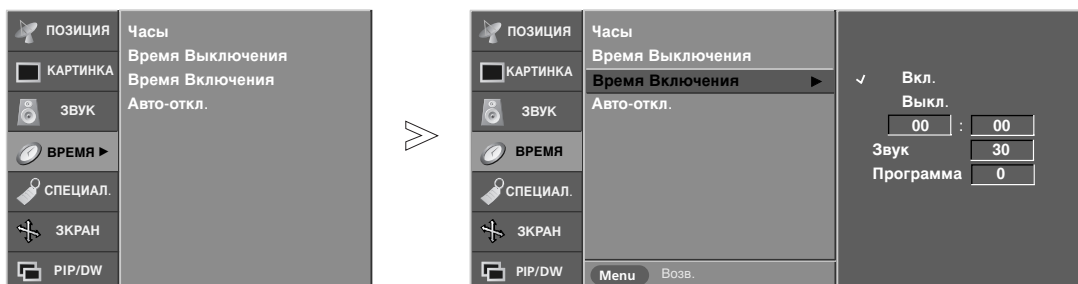 ПОЗИЦИЯ
КАРТИНКА
ЗВУК
ВРЕМЯ ►
СПЕЦИАЛ.
ЗКРАН
PIP/DW
Часы
Время Выключения
Время Включения
Авто-откл.
ПОЗИЦИЯ
КАРТИНКА
ЗВУК
ВРЕМЯ
СПЕЦИАЛ.
ЗКРАН
PIP/DW
Часы
Время Выключения
Время Включения ►
Авто-откл.
Menu Возв.
✓ Вкл.
Выкл.
00 : 00
Звук 30
Программа 0